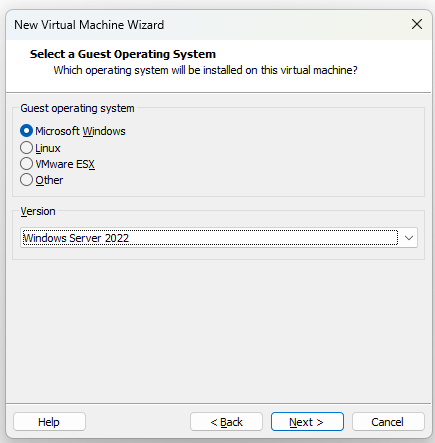 New Virtual Machine Wizard
Select a Guest Operating System
Which operating system will be installed on this virtual machine?
Guest operating system
Microsoft Windows
Linux
VMware ESX
Other
Version
Windows Server 2022
Help
< Back
Next >
Cancel